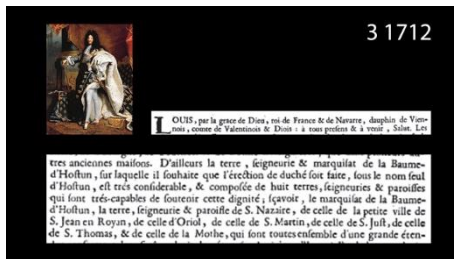 3 1712
LOUIS, par la grace de Dieu, roi de France & de Navarre, dauphin de Vien-
nois, comte de Valentinois & Diois : à tous presens & à venir, Salut. Les
tres anciennes maisons. D'ailleurs la terre, seigneurie & marquisat de la Baume-
d'Hostun, sur laquelle il souhaite que l'érection de duché soit faite, sous le nom seul
d'Hostun, est trés considerable, & composée de huit terres, seigneuries & paroisses
qui sont trés-capables de soutenir cette dignité; sçavoir, le marquisat de la Baume-
d'Hostun, la terre, seigneurie & paroisse de S. Nazaire, de celle de la petite ville de
S. Jean en Royan, de celle d'Oriol, de celle de S. Martin, de celle de S. Just, de celle
de S. Thomas, & de celle de la Mothe, qui sont toutes ensemble d'une grande éten-